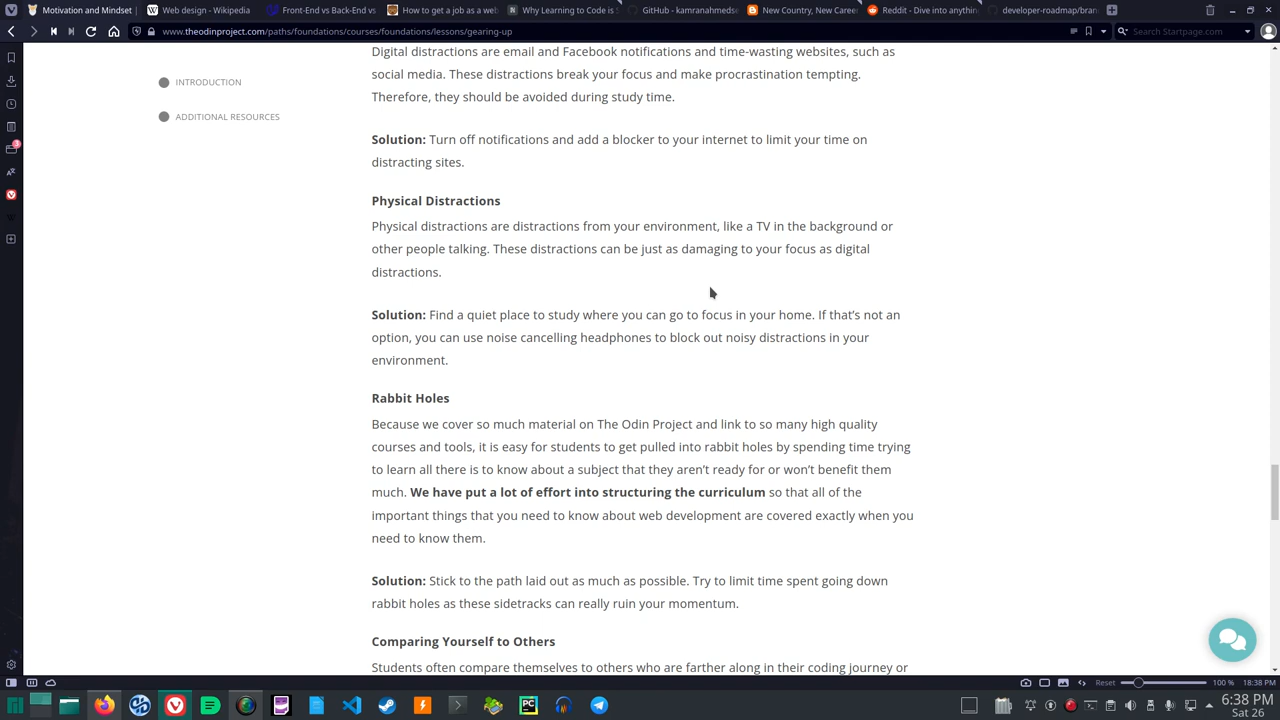 Motivation and Mindset
Web design - Wikipedia
Front-End vs Back-End vs
How to get a job as a web
Why Learning to Code is S
GitHub - kamranahmedse
New Country, New Career
Reddit - Dive into anythin
developer-roadmap/bran
www.theodinproject.com/paths/foundations/courses/foundations/lessons/gearing-up
Search Startpage.com
INTRODUCTION
ADDITIONAL RESOURCES
Digital distractions are email and Facebook notifications and time-wasting websites, such as
social media. These distractions break your focus and make procrastination tempting.
Therefore, they should be avoided during study time.
Solution: Turn off notifications and add a blocker to your internet to limit your time on
distracting sites.
Physical Distractions
Physical distractions are distractions from your environment, like a TV in the background or
other people talking. These distractions can be just as damaging to your focus as digital
distractions.
Solution: Find a quiet place to study where you can go to focus in your home. If that’s not an
option, you can use noise cancelling headphones to block out noisy distractions in your
environment.
Rabbit Holes
Because we cover so much material on The Odin Project and link to so many high quality
courses and tools, it is easy for students to get pulled into rabbit holes by spending time trying
to learn all there is to know about a subject that they aren’t ready for or won’t benefit them
much. We have put a lot of effort into structuring the curriculum so that all of the
important things that you need to know about web development are covered exactly when you
need to know them.
Solution: Stick to the path laid out as much as possible. Try to limit time spent going down
rabbit holes as these sidetracks can really ruin your momentum.
Comparing Yourself to Others
Students often compare themselves to others who are farther along in their coding journey or
3
Reset
100 %
18:38 PM
PC
6:38 PM
Sat 26